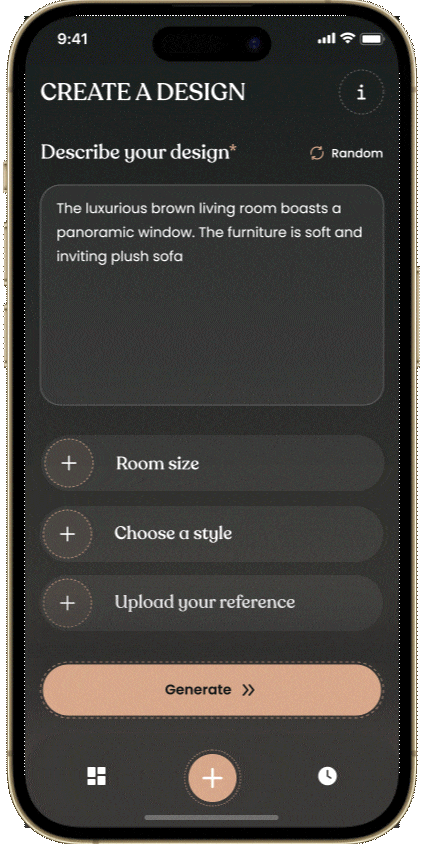 9:41
CREATE A DESIGN
i
Describe your design*
Random
The luxurious brown living room boasts a
panoramic window. The furniture is soft and
inviting plush sofa
Room size
Choose a style
Upload your reference
Generate